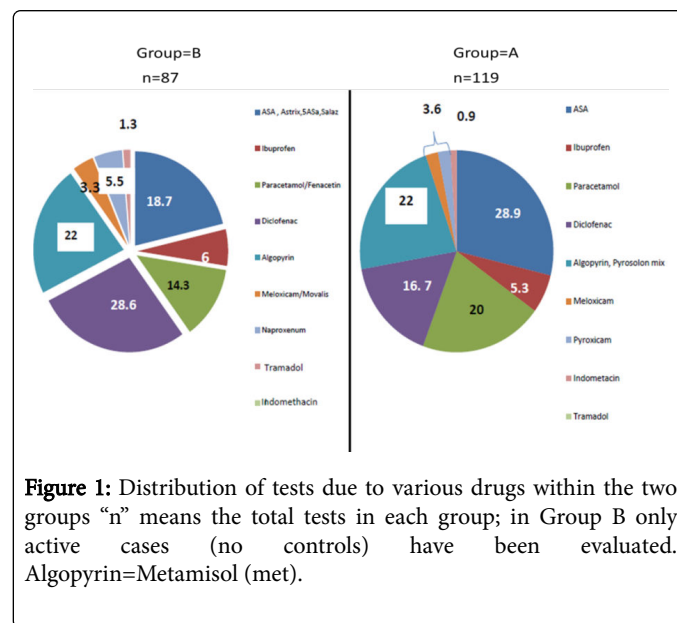 Group=B
n=87
1.3
5.5
3.3
18.7
22
6
14.3
28.6
ASA , Astrix,5ASa,Salaz
Ibuprofen
Paracetamol/Fenacetin
Diclofenac
Algopyrin
Meloxicam/Movalis
Naproxenum
Tramadol
Indomethacin
Group=A
n=119
3.6
0.9
22
28.9
5.3
16. 7
20
ASA
Ibuprofen
Paracetamol
Diclofenac
Algopyrin, Pyrosolon mix
Meloxicam
Pyroxicam
Indometacin
Tramadol
Figure 1: Distribution of tests due to various drugs within the two
groups “n” means the total tests in each group; in Group B only
active cases (no controls) have been evaluated.
Algopyrin=Metamisol (met).